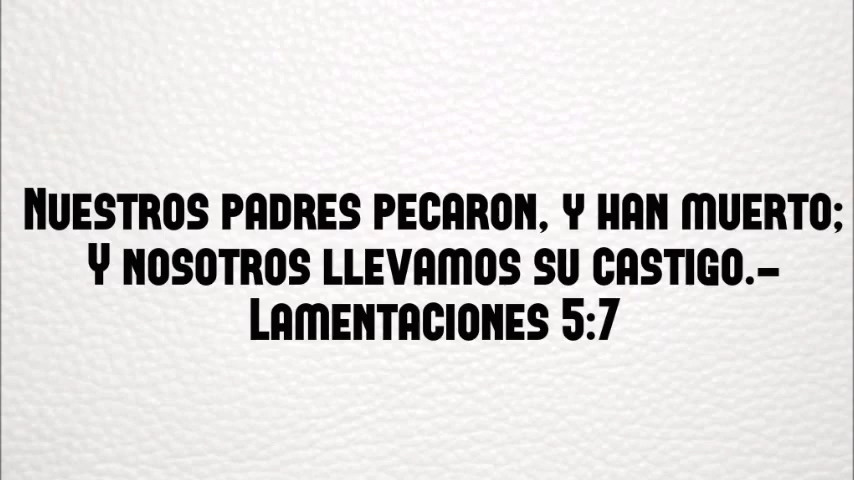 Nuestros padres pecaron, y han muerto;
Y nosotros llevamos su castigo.-
Lamentaciones 5:7